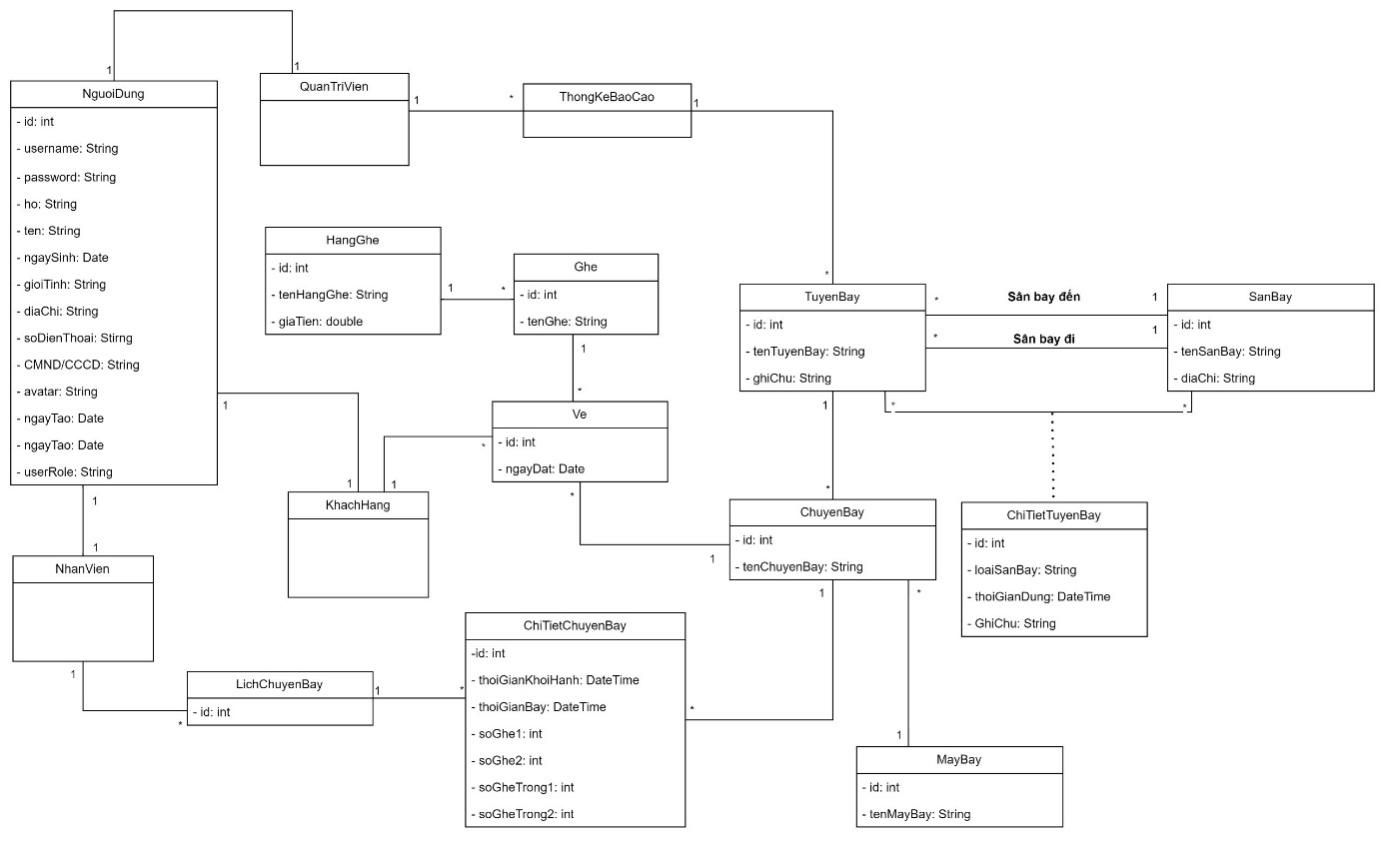 1
1
NguoiDung
- id: int
- username: String
- password: String
- ho: String
- ten: String
- ngaySinh: Date
- gioiTinh: String
- diaChi: String
- soDienThoai: Stirng
- CMND/CCCD: String
- avatar: String
- ngayTao: Date
- ngayTao: Date
- userRole: String
QuanTriVien
1
*
ThongKeBaoCao
1
*
HangGhe
- id: int
- tenHangGhe: String
- giaTien: double
1
*
Ghe
- id: int
- tenGhe: String
1
*
TuyenBay
- id: int
- tenTuyenBay: String
- ghiChu: String
*
Sân bay đến
1
*
Sân bay đi
1
SanBay
- id: int
- tenSanBay: String
- diaChi: String
*
*
1
*
Ve
- id: int
- ngayDat: Date
*
1
1
1
KhachHang
*
1
ChuyenBay
- id: int
- tenChuyenBay: String
ChiTietTuyenBay
- id: int
- loaiSanBay: String
- thoiGianDung: DateTime
- GhiChu: String
1
1
NhanVien
1
*
LichChuyenBay
- id: int
1
*
ChiTietChuyenBay
-id: int
- thoiGianKhoiHanh: DateTime
- thoiGianBay: DateTime
- soGhe1: int
- soGhe2: int
- soGheTrong1: int
- soGheTrong2: int
1
*
*
1
MayBay
- id: int
- tenMayBay: String